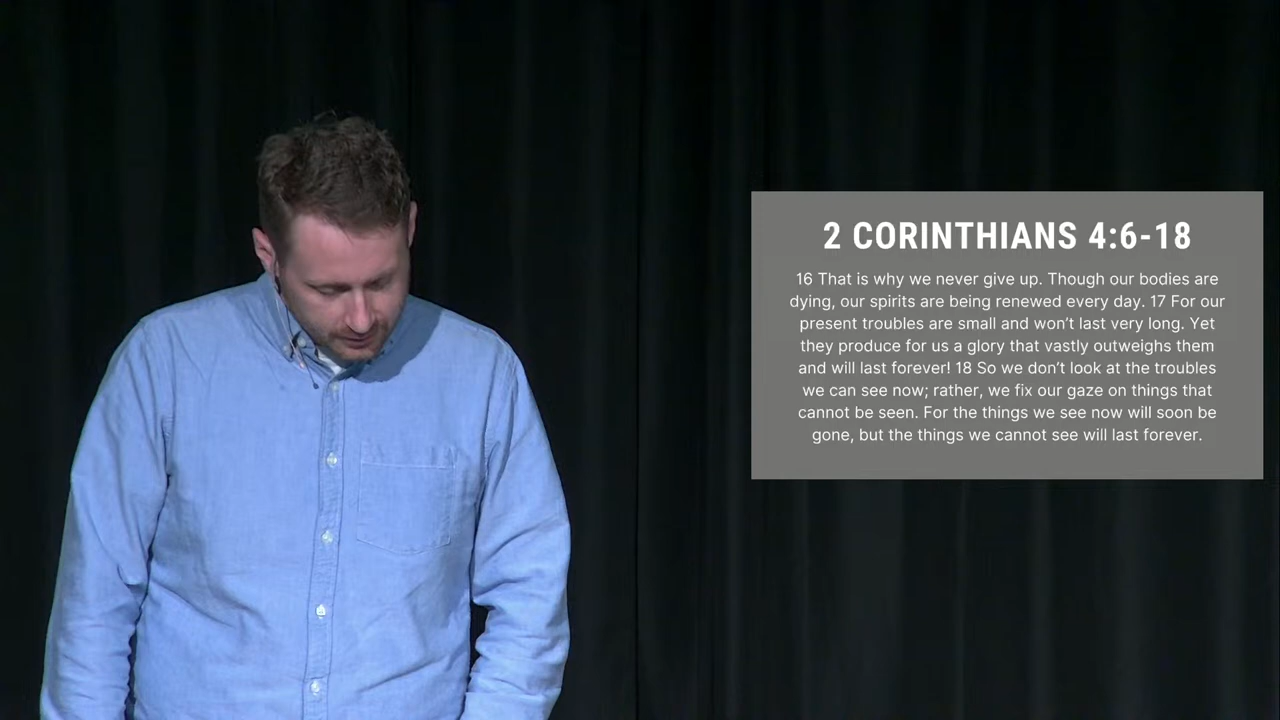 2 CORINTHIANS 4:6-18
16 That is why we never give up. Though our bodies are
dying, our spirits are being renewed every day. 17 For our
present troubles are small and won’t last very long. Yet
they produce for us a glory that vastly outweighs them
and will last forever! 18 So we don’t look at the troubles
we can see now; rather, we fix our gaze on things that
cannot be seen. For the things we see now will soon be
gone, but the things we cannot see will last forever.